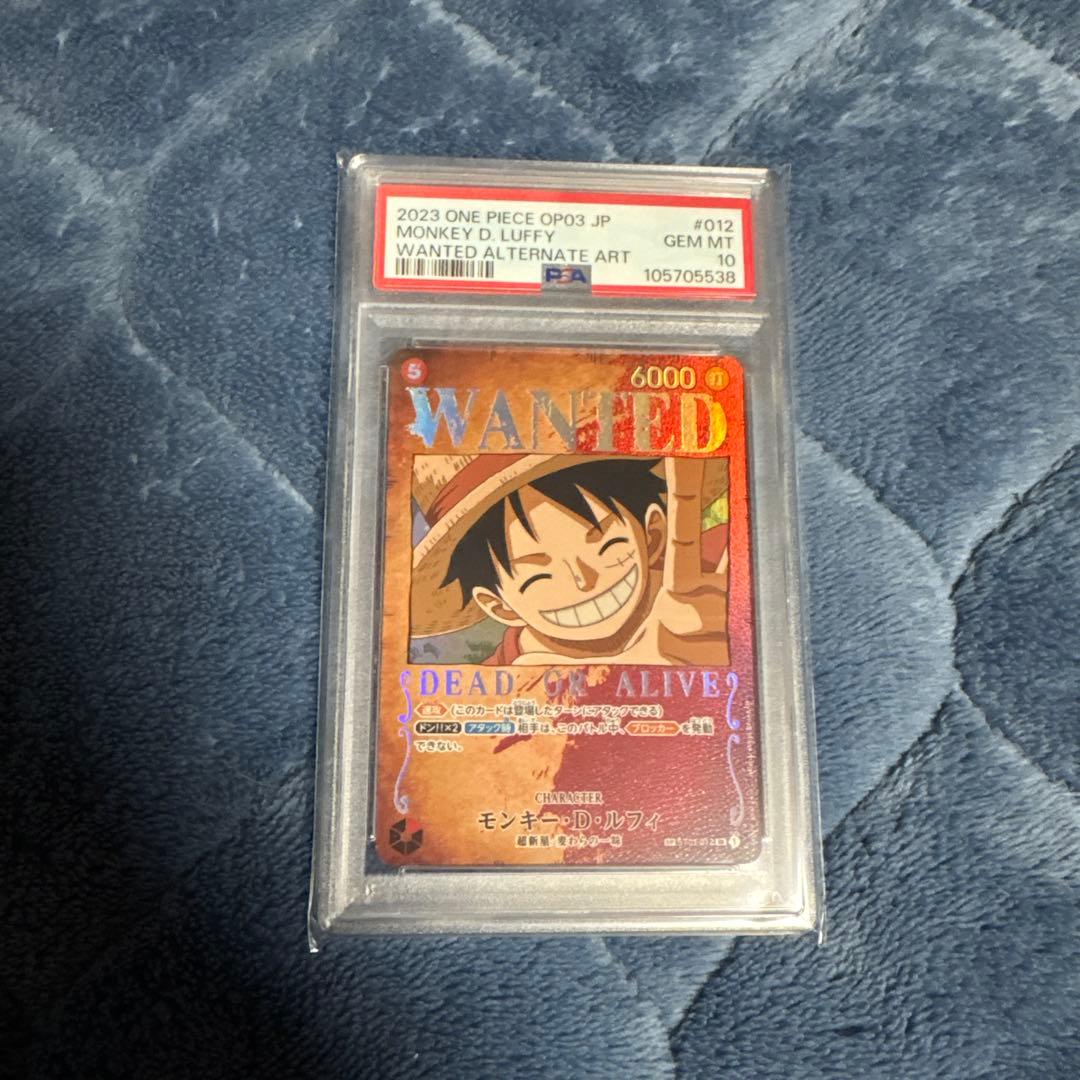 2023 ONE PIECE OP03 JP #012
MONKEY D. LUFFY GEM MT
WANTED ALTERNATE ART 10
PSA 105705538
5 6000 打
WANTED
DEAD OR ALIVE
速攻 (このカードは登場したターンにアタックできる)
ドン!!×2 アタック時 相手は、このバトル中、ブロッカー を発動
できない。
CHARACTER
モンキー・D・ルフィ
超新星 麦わらの一味
1